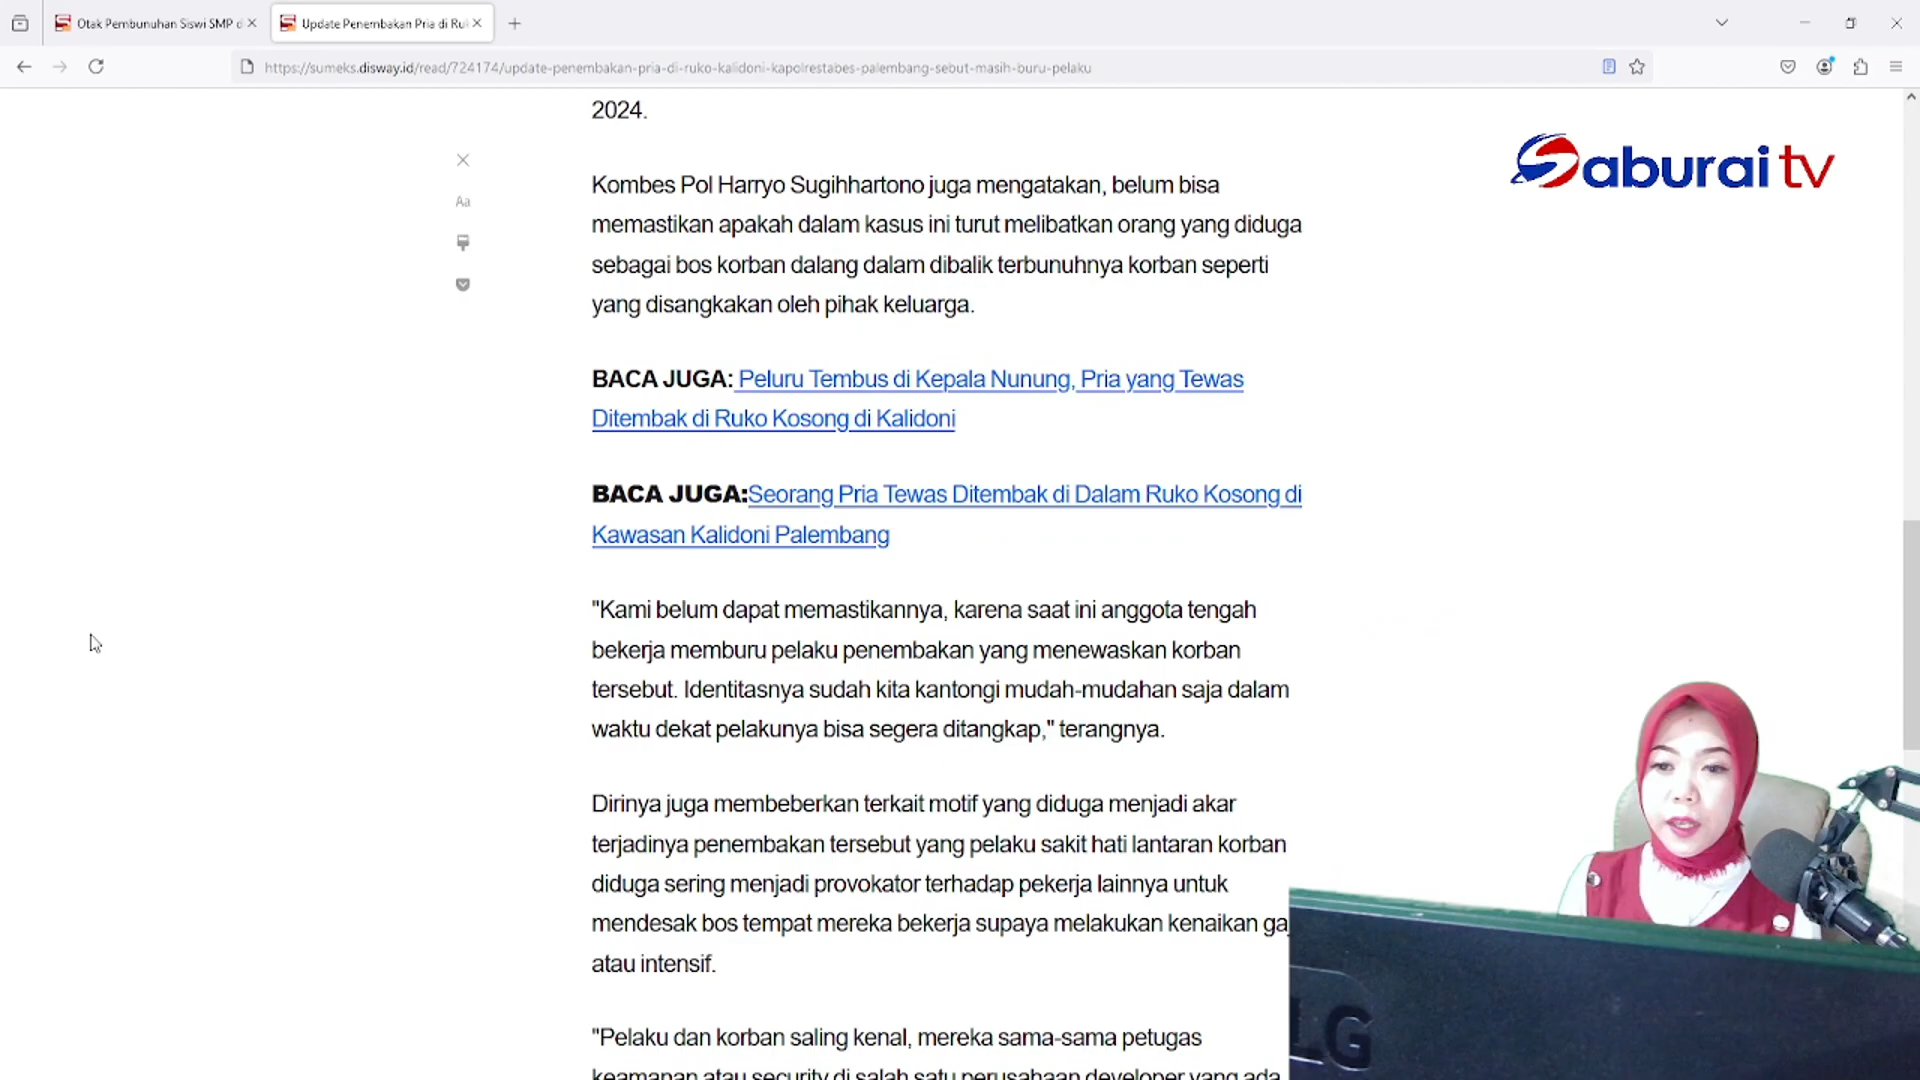 Otak Pembunuhan Siswi SMP d
Update Penembakan Pria di Ru
https://sumeks.disway.id/read/724174/update-penembakan-pria-di-ruko-kalidoni-kapolrestabes-palembang-sebut-masih-buru-pelaku
2024.
Saburai tv
Aa
Kombes Pol Harryo Sugihhartono juga mengatakan, belum bisa
memastikan apakah dalam kasus ini turut melibatkan orang yang diduga
sebagai bos korban dalang dalam dibalik terbunuhnya korban seperti
yang disangkakan oleh pihak keluarga.
BACA JUGA: Peluru Tembus di Kepala Nunung, Pria yang Tewas
Ditembak di Ruko Kosong di Kalidoni
BACA JUGA:Seorang Pria Tewas Ditembak di Dalam Ruko Kosong di
Kawasan Kalidoni Palembang
"Kami belum dapat memastikannya, karena saat ini anggota tengah
bekerja memburu pelaku penembakan yang menewaskan korban
tersebut. Identitasnya sudah kita kantongi mudah-mudahan saja dalam
waktu dekat pelakunya bisa segera ditangkap," terangnya.
Dirinya juga membeberkan terkait motif yang diduga menjadi akar
terjadinya penembakan tersebut yang pelaku sakit hati lantaran korban
diduga sering menjadi provokator terhadap pekerja lainnya untuk
mendesak bos tempat mereka bekerja supaya melakukan kenaikan ga
atau intensif.
"Pelaku dan korban saling kenal, mereka sama-sama petugas
keamanan atau security di salah satu perusahaan developer yang ada
LG